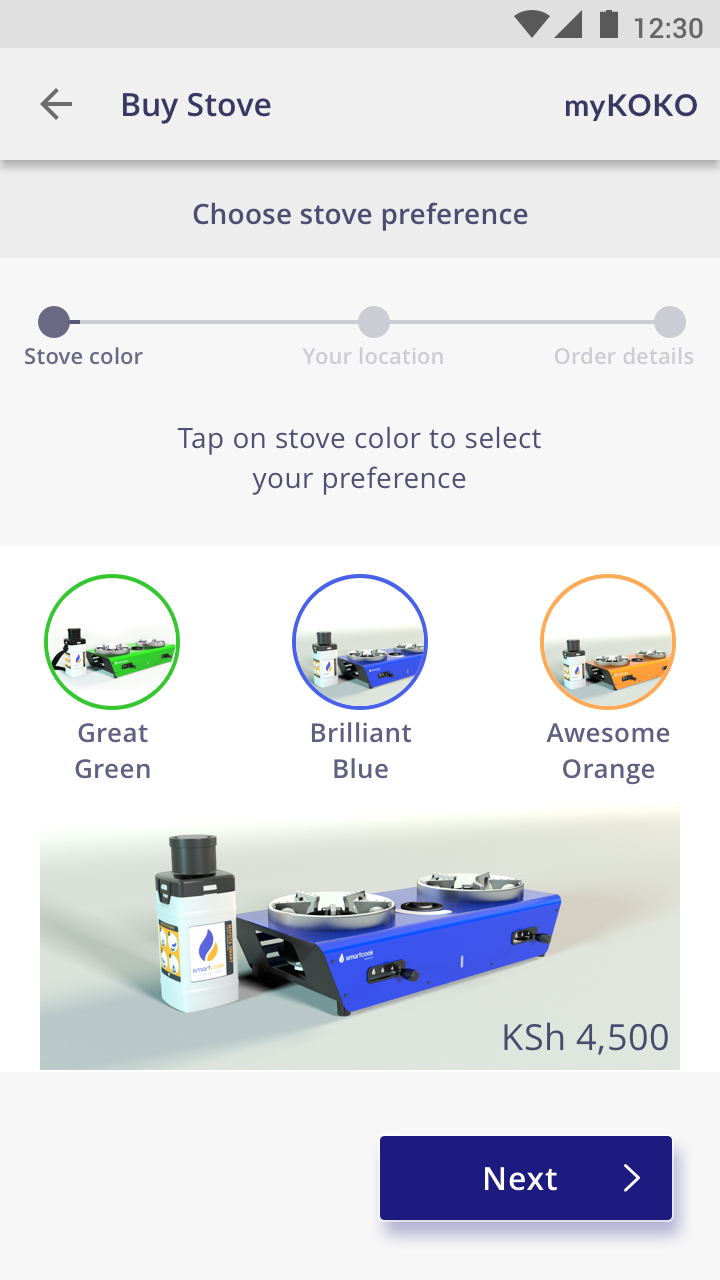 12:30
Buy Stove
myKOKO
Choose stove preference
Stove color
Your location
Order details
Tap on stove color to select
your preference
Great
Green
Brilliant
Blue
Awesome
Orange
smartcook
smartcook
KSh 4,500
Next